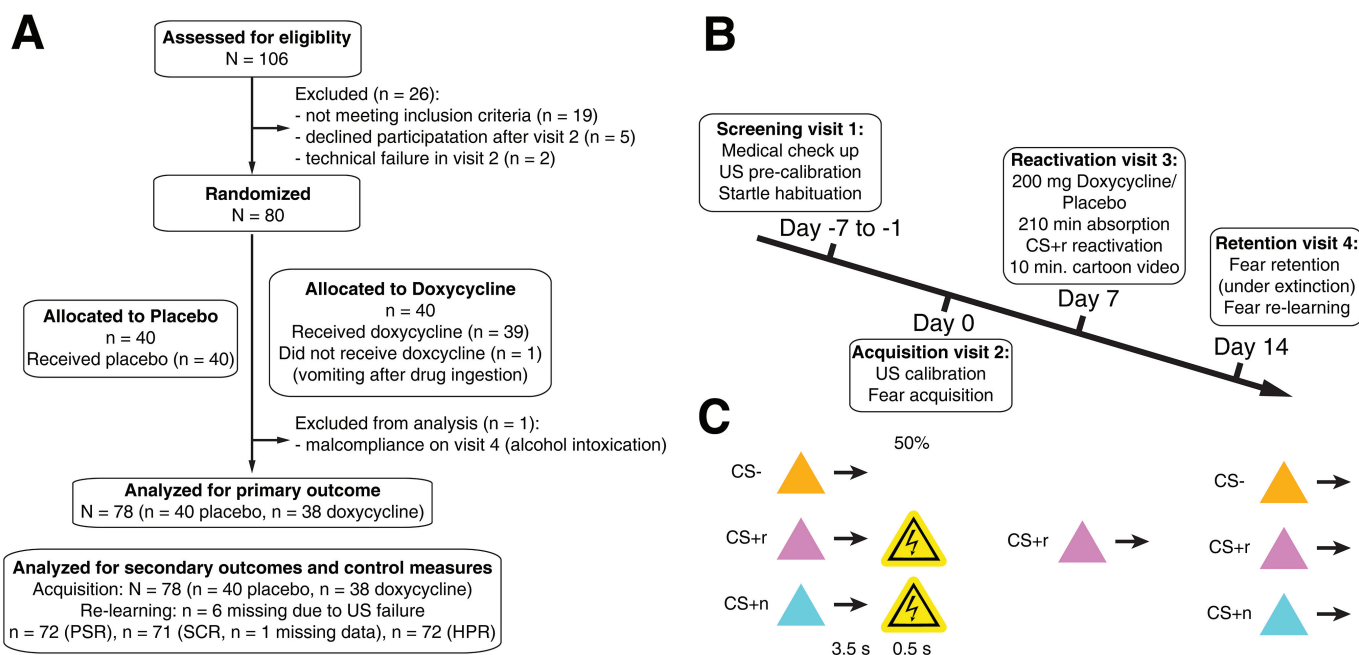 A
Assessed for eligiblity
N = 106
Excluded (n = 26):
- not meeting inclusion criteria (n = 19)
- declined participatation after visit 2 (n = 5)
- technical failure in visit 2 (n = 2)
Randomized
N = 80
Allocated to Placebo
n = 40
Received placebo (n = 40)
Allocated to Doxycycline
n = 40
Received doxycycline (n = 39)
Did not receive doxcycline (n = 1)
(vomiting after drug ingestion)
Excluded from analysis (n = 1):
- malcompliance on visit 4 (alcohol intoxication)
Analyzed for primary outcome
N = 78 (n = 40 placebo, n = 38 doxycycline)
Analyzed for secondary outcomes and control measures
Acquisition: N = 78 (n = 40 placebo, n = 38 doxycycline)
Re-learning: n = 6 missing due to US failure
n = 72 (PSR), n = 71 (SCR, n = 1 missing data), n = 72 (HPR)
B
Screening visit 1:
Medical check up
US pre-calibration
Startle habituation
Day -7 to -1
Day 0
Acquisition visit 2:
US calibration
Fear acquisition
Reactivation visit 3:
200 mg Doxycycline/
Placebo
210 min absorption
CS+r reactivation
10 min. cartoon video
Day 7
Retention visit 4:
Fear retention
(under extinction)
Fear re-learning
Day 14
C
50%
CS-
CS+r
CS+n
3.5 s 0.5 s
CS+r
CS-
CS+r
CS+n